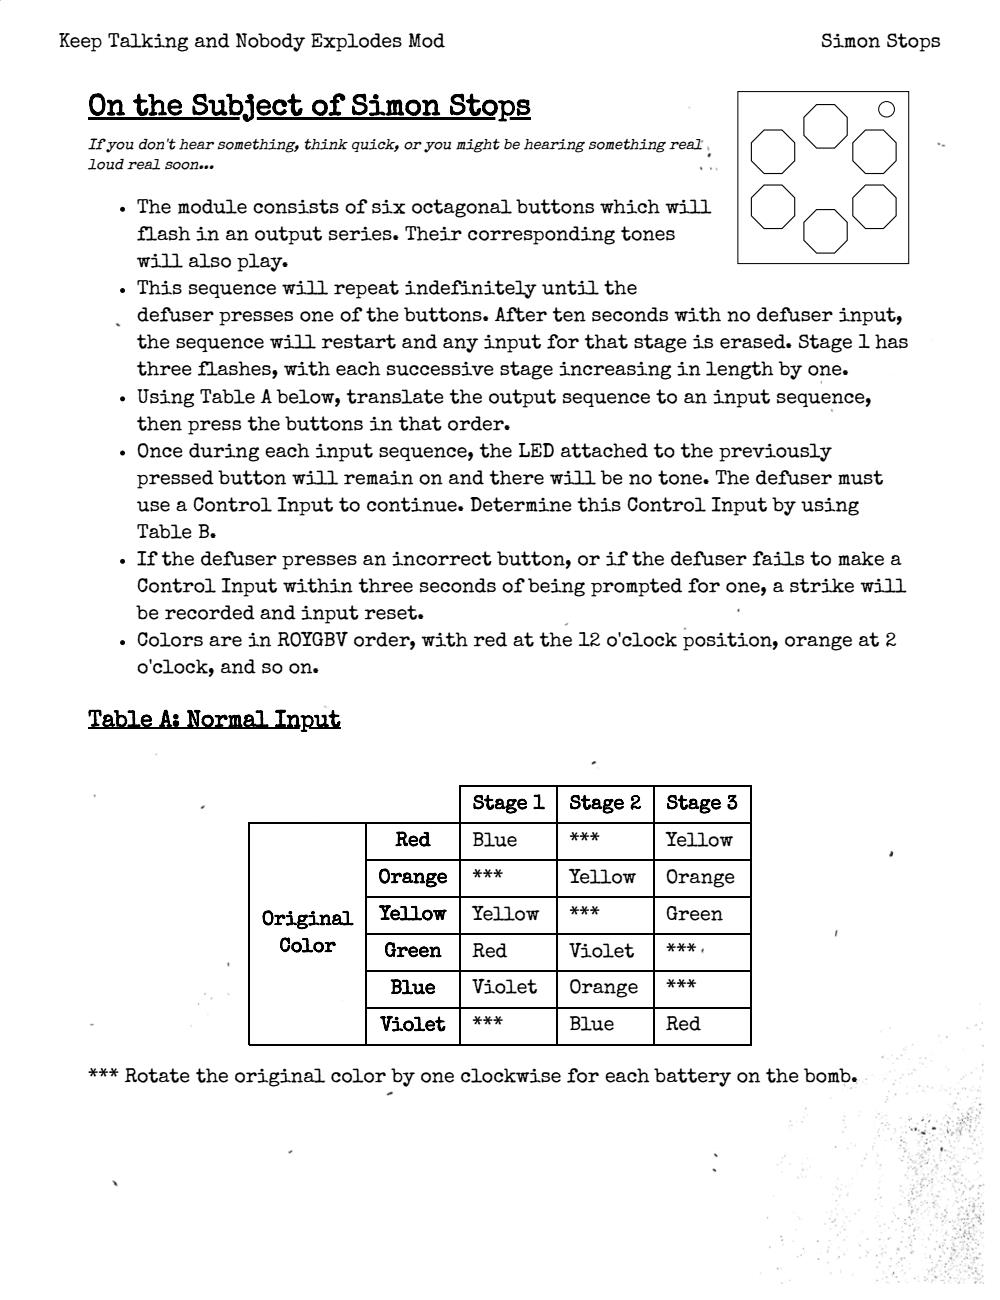 Keep Talking and Nobody Explodes Mod
Simon Stops
On the Subject of Simon Stops
If you don't hear something, think quick, or you might be hearing something real
loud real soon...
• The module consists of six octagonal buttons which will
flash in an output series. Their corresponding tones
will also play.
• This sequence will repeat indefinitely until the
defuser presses one of the buttons. After ten seconds with no defuser input,
the sequence will restart and any input for that stage is erased. Stage 1 has
three flashes, with each successive stage increasing in length by one.
• Using Table A below, translate the output sequence to an input sequence,
then press the buttons in that order.
• Once during each input sequence, the LED attached to the previously
pressed button will remain on and there will be no tone. The defuser must
use a Control Input to continue. Determine this Control Input by using
Table B.
• If the defuser presses an incorrect button, or if the defuser fails to make a
Control Input within three seconds of being prompted for one, a strike will
be recorded and input reset.
• Colors are in ROYGBV order, with red at the 12 o'clock position, orange at 2
o'clock, and so on.
Table A: Normal Input
Stage 1 Stage 2 Stage 3
Original
Color
Red Blue *** Yellow
Orange *** Yellow Orange
Yellow Yellow *** Green
Green Red Violet ***
Blue Violet Orange ***
Violet *** Blue Red
*** Rotate the original color by one clockwise for each battery on the bomb.